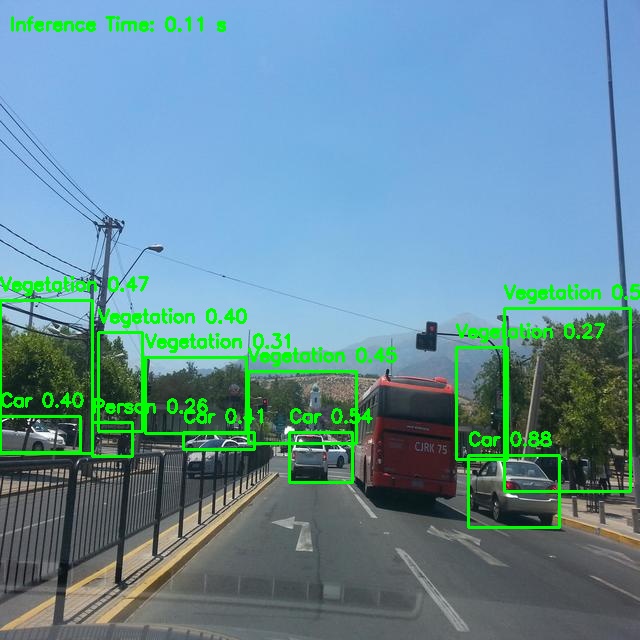 Inference Time: 0.11 s
Vegetation 0.47
Vegetation 0.5
Vegetation 0.40
Vegetation 0.27
Vegetation 0.31
Vegetation 0.45
Car 0.40
Person 0.26
Car 0.31
Car 0.54
Car 0.88
CJRK 75